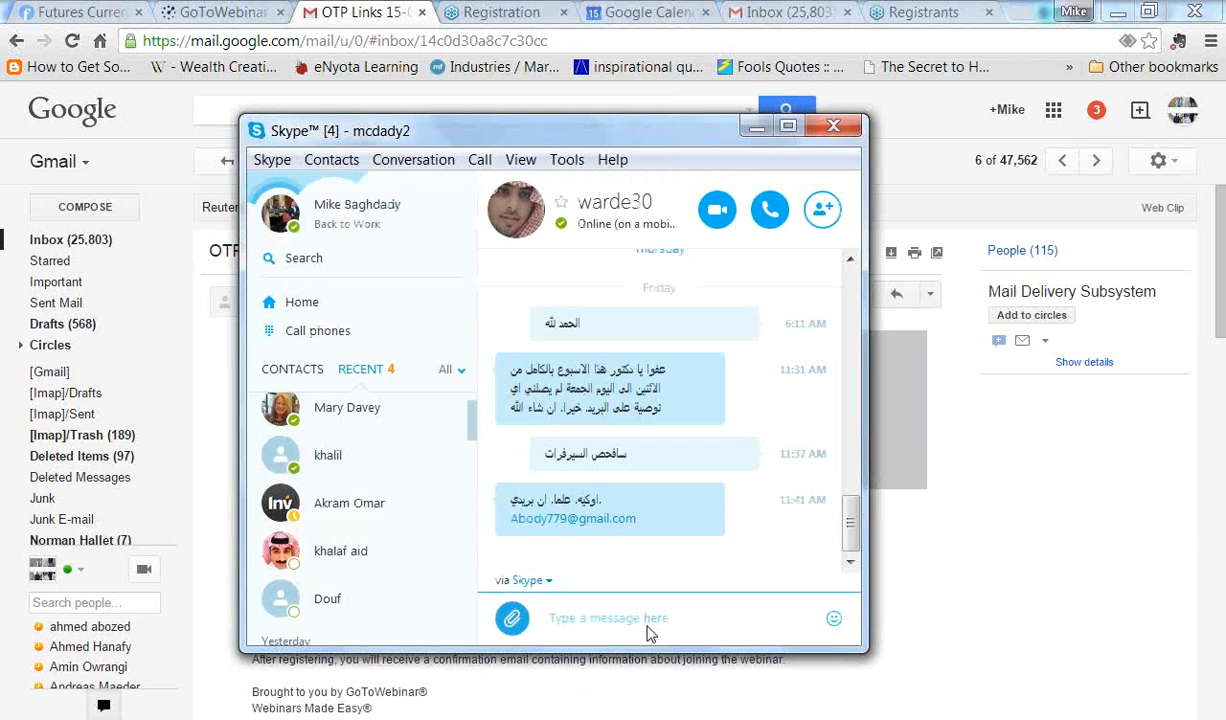 Futures Curren
GoToWebinar
OTP Links 15-
Registration
Google Calen
Inbox (25,803)
Registrants
Mike
https://mail.google.com/mail/u/0/#inbox/14c0d30a8c7c30cc
How to Get So...
- Wealth Creati...
eNyota Learning
Industries / Mar...
inspirational qu...
Fools Quotes :: ...
The Secret to H...
»
Other bookmarks
Google
+Mike
3
Gmail
6 of 47,562
COMPOSE
Reuter
Web Clip
Inbox (25,803)
Starred
Important
Sent Mail
Drafts (568)
Circles
[Gmail]
[Imap]/Drafts
[Imap]/Sent
[Imap]/Trash (189)
Deleted Items (97)
Deleted Messages
Junk
Junk E-mail
Norman Hallet (7)
Search people...
ahmed abozed
Ahmed Hanafy
Amin Owrangi
Andreas Maeder
OTP
People (115)
Mail Delivery Subsystem
Add to circles
Show details
Skype™ [4] - mcdady2
Skype Contacts Conversation Call View Tools Help
Mike Baghdady
Back to Work
Search
Home
Call phones
CONTACTS RECENT 4 All
Mary Davey
khalil
Inv
Akram Omar
khalaf aid
Douf
Yesterday
warde30
Online (on a mobi..
Thursday
Friday
الحمد لله
6:11 AM
عفوا يا دكتور هذا الاسبوع بالكامل من
الاثنين الى اليوم الجمعة لم يصلني اي
توصية على البريد. خيرا. ان شاء الله
11:31 AM
سافحص السيرفرات
11:37 AM
اوكيه. علما. ان بريدي.
Abody779@gmail.com
11:41 AM
via Skype
Type a message here
After registering, you will receive a confirmation email containing information about joining the webinar.
Brought to you by GoToWebinar®
Webinars Made Easy®